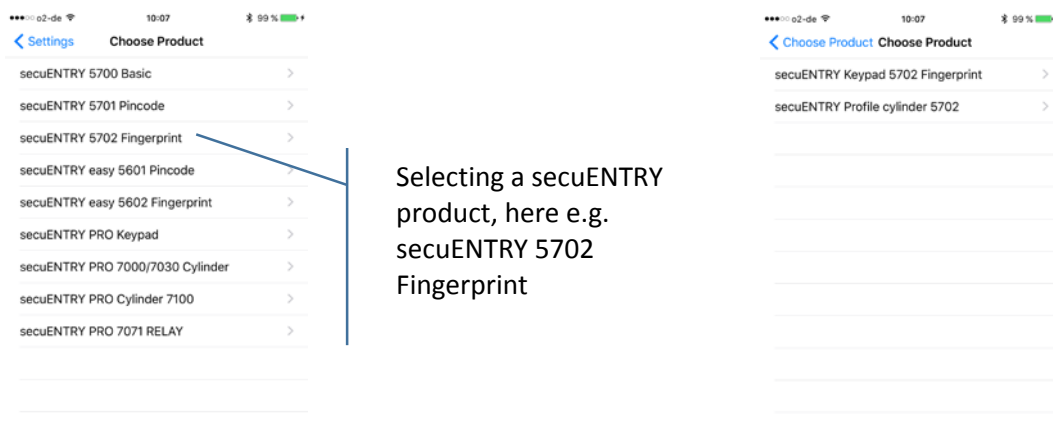 o2-de 10:07 99 %
Settings Choose Product
secuENTRY 5700 Basic
secuENTRY 5701 Pincode
secuENTRY 5702 Fingerprint
secuENTRY easy 5601 Pincode
secuENTRY easy 5602 Fingerprint
secuENTRY PRO Keypad
secuENTRY PRO 7000/7030 Cylinder
secuENTRY PRO Cylinder 7100
secuENTRY PRO 7071 RELAY
Selecting a secuENTRY
product, here e.g.
secuENTRY 5702
Fingerprint
o2-de 10:07 99 %
Choose Product Choose Product
secuENTRY Keypad 5702 Fingerprint
secuENTRY Profile cylinder 5702